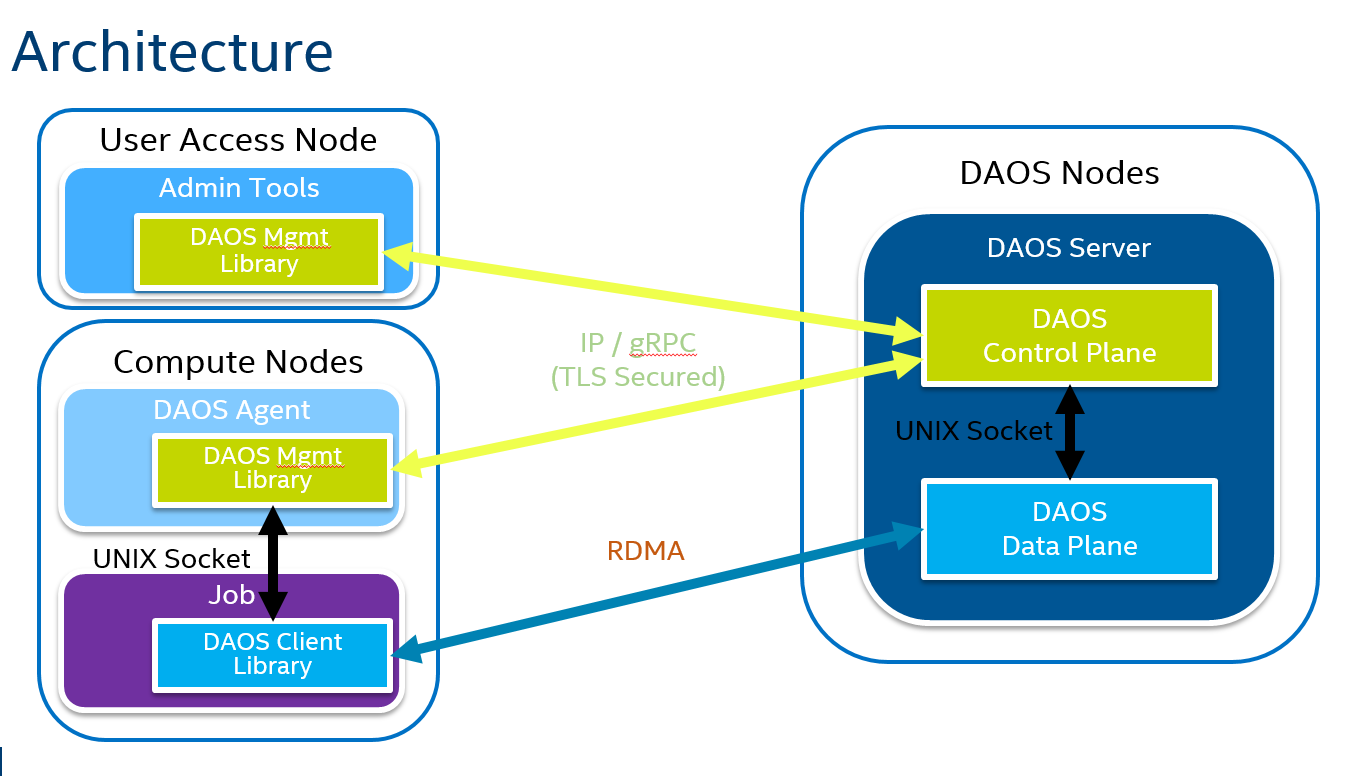 Architecture
User Access Node
Admin Tools
DAOS Mgmt
Library
Compute Nodes
DAOS Agent
DAOS Mgmt
Library
UNIX Socket
Job
DAOS Client
Library
IP / gRPC
(TLS Secured)
RDMA
DAOS Nodes
DAOS Server
DAOS
Control Plane
UNIX Socket
DAOS
Data Plane